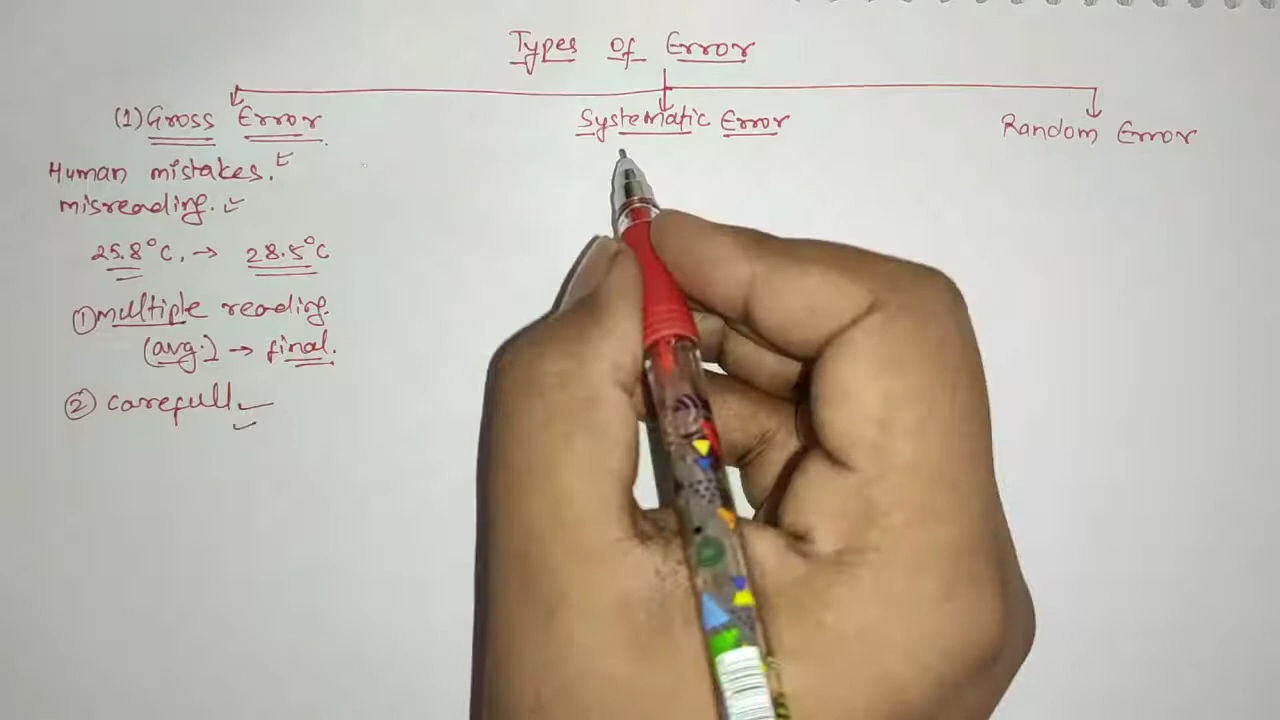 Types of Error
(1) Gross Error
Human mistakes.
misreading.
25.8°C, → 28.5°C
① multiple reading.
(avg.) → final.
② carefull
Systematic Error
Random Error